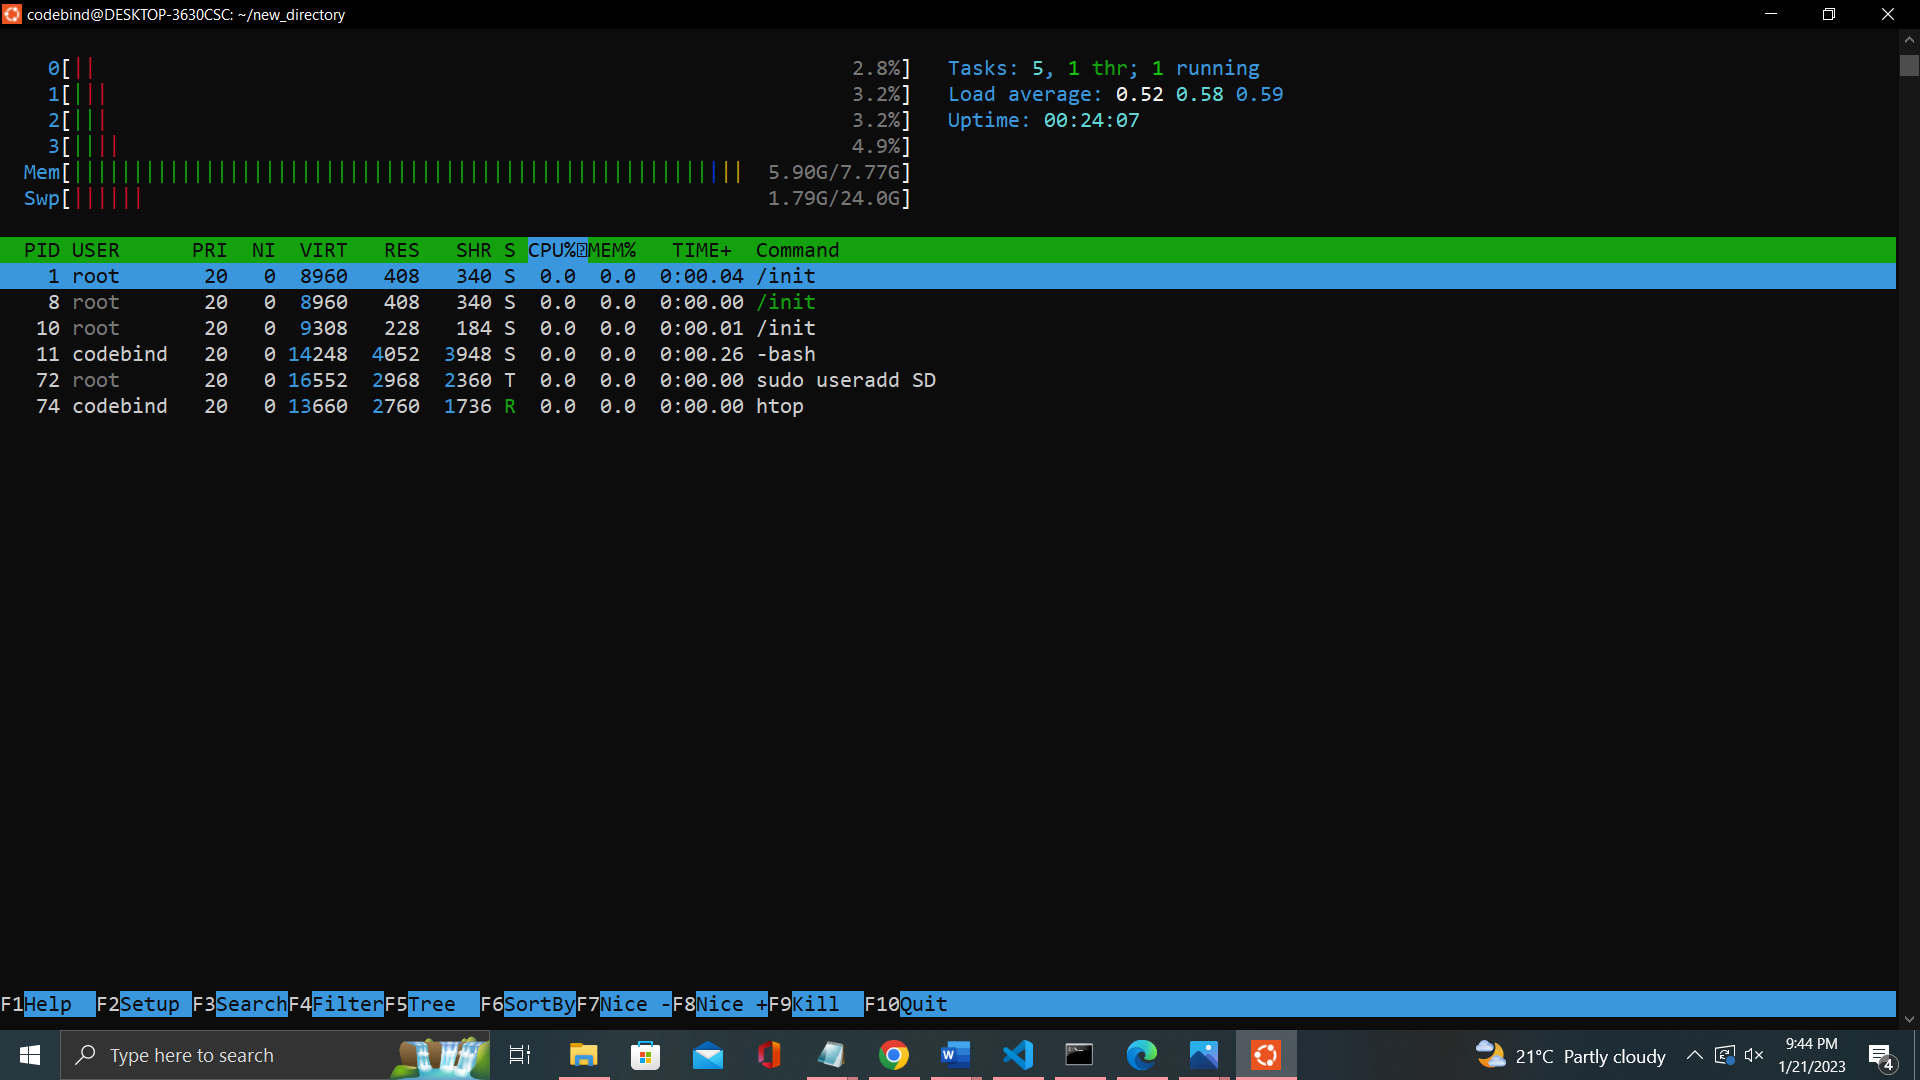 codebind@DESKTOP-3630CSC: ~/new_directory
0[|| 2.8%] Tasks: 5, 1 thr; 1 running
1[||| 3.2%] Load average: 0.52 0.58 0.59
2[||| 3.2%] Uptime: 00:24:07
3[|||| 4.9%]
Mem[|||||||||||||||||||||||||||||||||||||||||||||||||||||||| 5.90G/7.77G]
Swp[|||||| 1.79G/24.0G]
PID USER PRI NI VIRT RES SHR S CPU% MEM% TIME+ Command
1 root 20 0 8960 408 340 S 0.0 0.0 0:00.04 /init
8 root 20 0 8960 408 340 S 0.0 0.0 0:00.00 /init
10 root 20 0 9308 228 184 S 0.0 0.0 0:00.01 /init
11 codebind 20 0 14248 4052 3948 S 0.0 0.0 0:00.26 -bash
72 root 20 0 16552 2968 2360 T 0.0 0.0 0:00.00 sudo useradd SD
74 codebind 20 0 13660 2760 1736 R 0.0 0.0 0:00.00 htop
F1Help F2Setup F3SearchF4FilterF5Tree F6SortByF7Nice -F8Nice +F9Kill F10Quit
Type here to search
21°C Partly cloudy
9:44 PM
1/21/2023
4